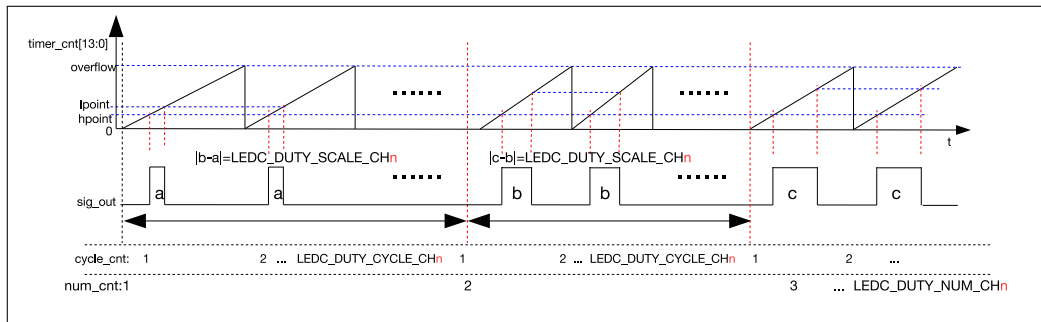 timer_cnt[13:0]
overflow
lpoint
hpoint
0
t
|b-a|=LEDC_DUTY_SCALE_CHn
|c-b|=LEDC_DUTY_SCALE_CHn
a a b b c c
sig_out
cycle_cnt: 1 2 ... LEDC_DUTY_CYCLE_CHn 1 2 ... LEDC_DUTY_CYCLE_CHn 1 2 ...
num_cnt:1 2 3 ... LEDC_DUTY_NUM_CHn